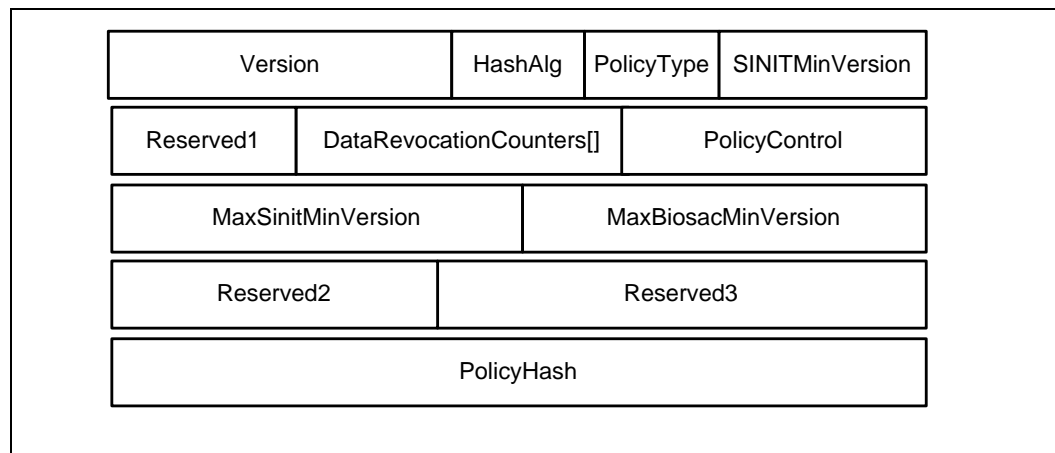 Version HashAlg PolicyType SINITMinVersion
Reserved1 DataRevocationCounters[] PolicyControl
MaxSinitMinVersion MaxBiosacMinVersion
Reserved2 Reserved3
PolicyHash